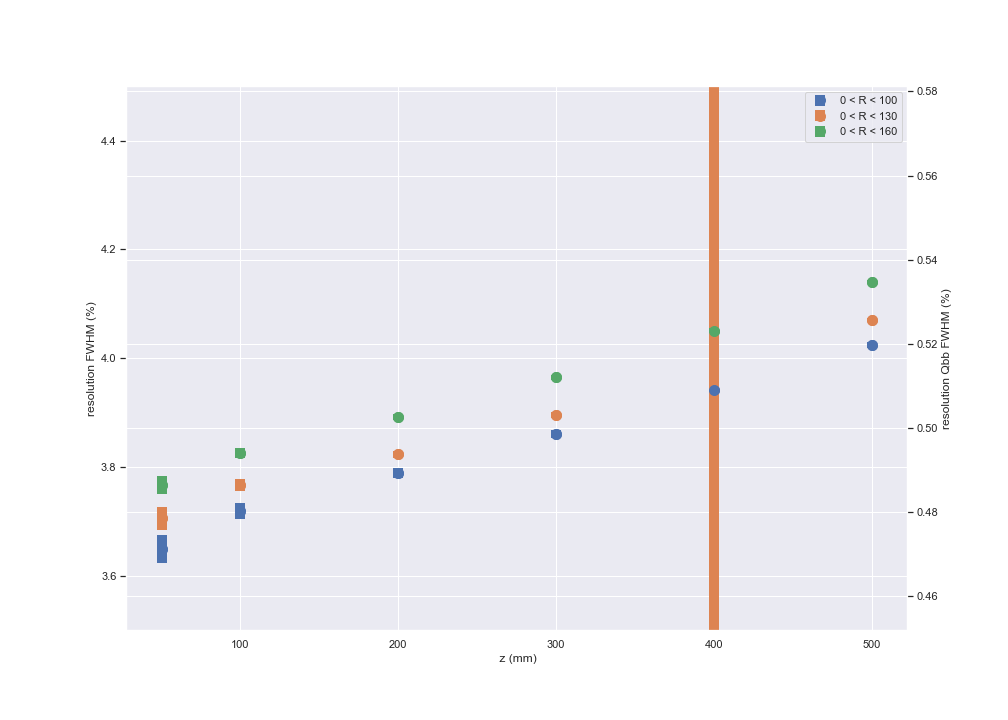 0 < R < 100
0 < R < 130
0 < R < 160
resolution FWHM (%)
4.4
4.2
4.0
3.8
3.6
0.58
0.56
0.54
0.52
0.50
0.48
0.46
resolution Qbb FWHM (%)
100 200 300 400 500
z (mm)